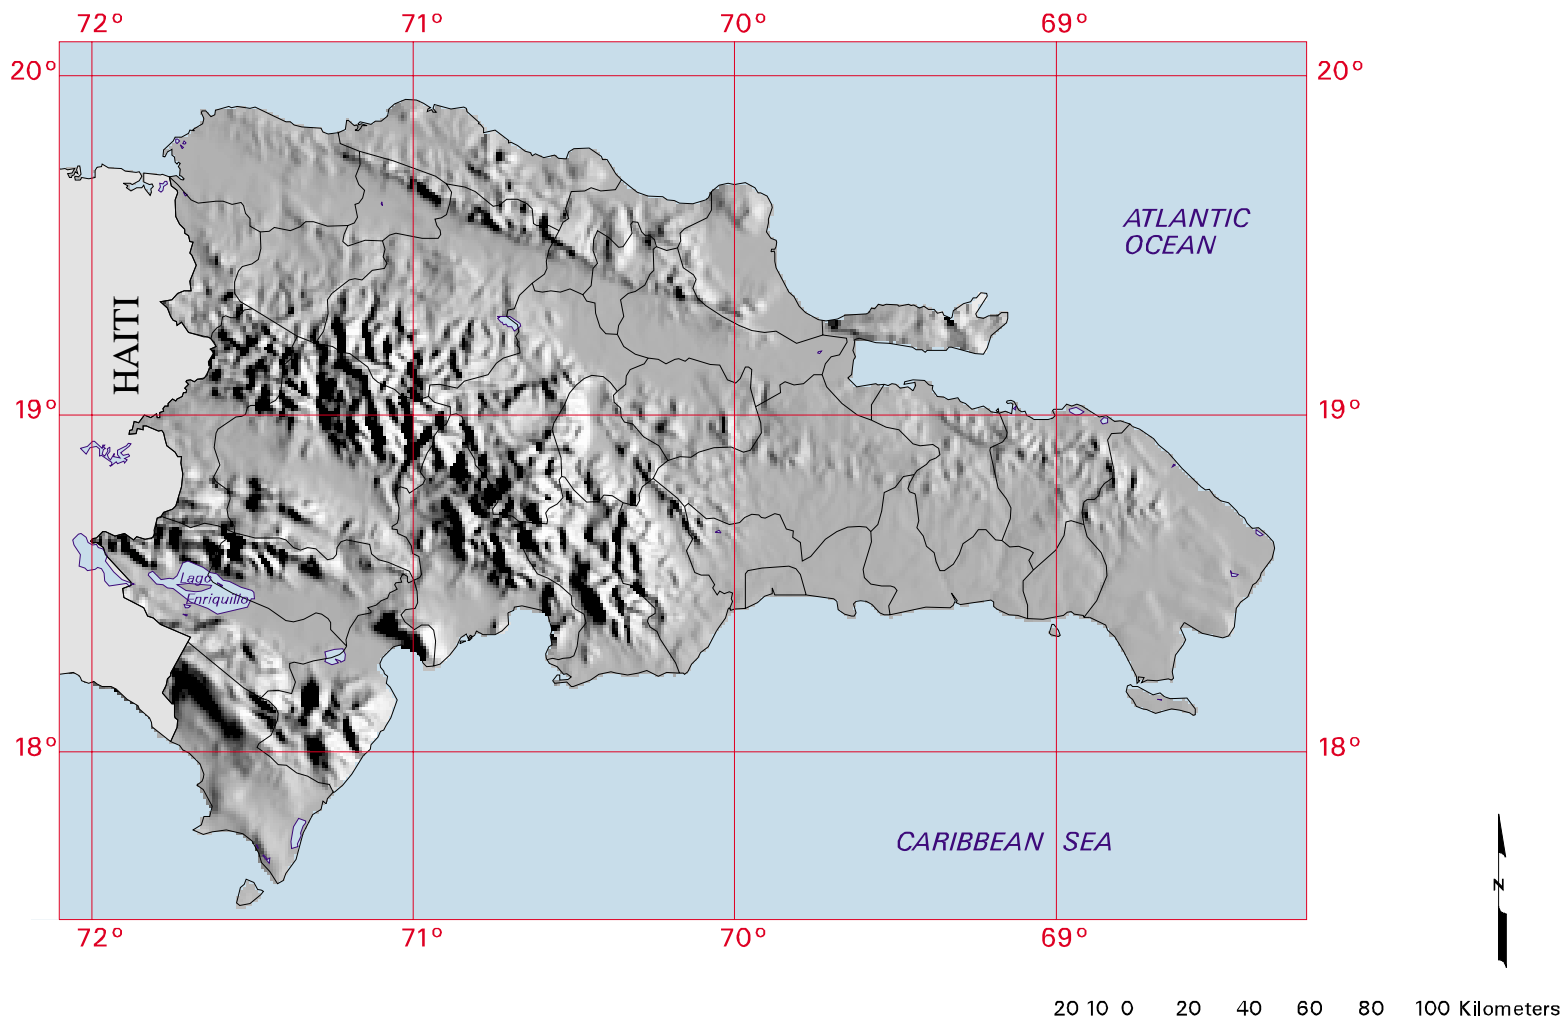 72° 71° 70° 69°
20° 20°
ATLANTIC
OCEAN
HAITI
19° 19°
Lago
Enriquillo
18° 18°
CARIBBEAN SEA
N
72° 71° 70° 69°
20 10 0 20 40 60 80 100 Kilometers